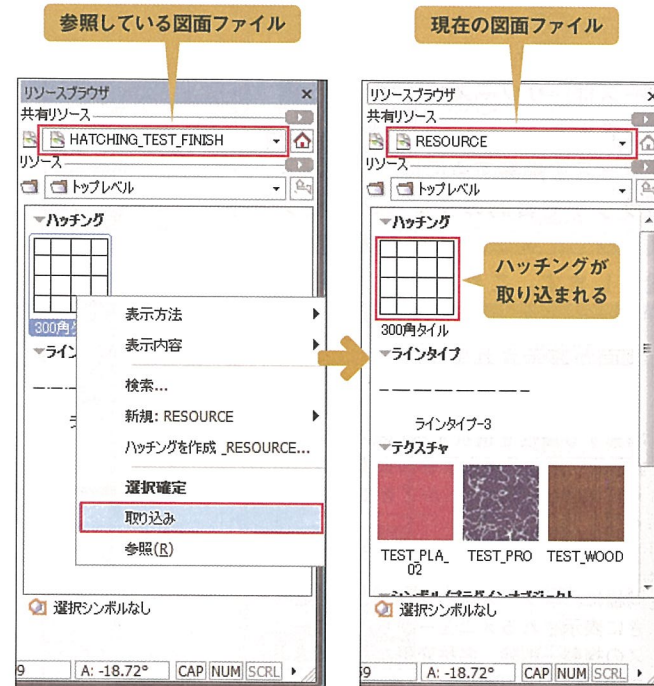 参照している図面ファイル
リソースブラウザ
共有リソース
HATCHING_TEST_FINISH
リソース
トップレベル
ハッチング
300角
ライン
表示方法
表示内容
検索...
新規: RESOURCE
ハッチングを作成 _RESOURCE...
選択確定
取り込み
参照(R)
選択シンボルなし
9 A: -18.72° CAP NUM SCRL
現在の図面ファイル
リソースブラウザ
共有リソース
RESOURCE
リソース
トップレベル
ハッチング
ハッチングが
取り込まれる
300角タイル
ラインタイプ
ラインタイプ-3
テクスチャ
TEST_PLA_
02
TEST_PRO
TEST_WOOD
選択シンボルなし
59 A: -18.72° CAP NUM SCRL